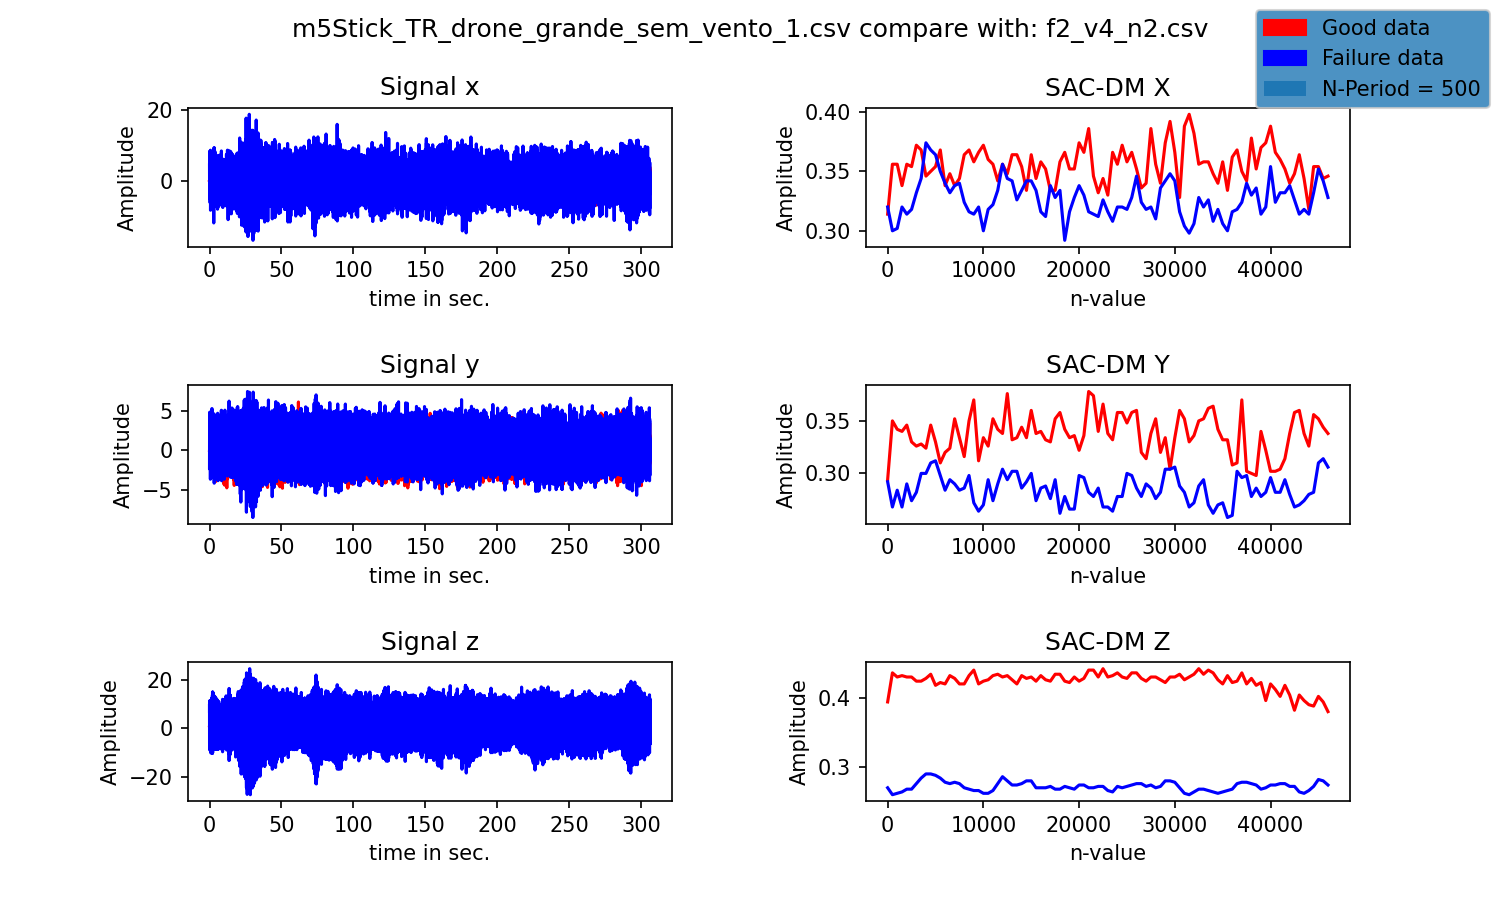 m5Stick_TR_drone_grande_sem_vento_1.csv compare with: f2_v4_n2.csv
Good data
Failure data
N-Period = 500
Signal x
Amplitude
20
0
0 50 100 150 200 250 300
time in sec.
SAC-DM X
Amplitude
0.40
0.35
0.30
0 10000 20000 30000 40000
n-value
Signal y
Amplitude
5
0
−5
0 50 100 150 200 250 300
time in sec.
SAC-DM Y
Amplitude
0.35
0.30
0 10000 20000 30000 40000
n-value
Signal z
Amplitude
20
0
−20
0 50 100 150 200 250 300
time in sec.
SAC-DM Z
Amplitude
0.4
0.3
0 10000 20000 30000 40000
n-value